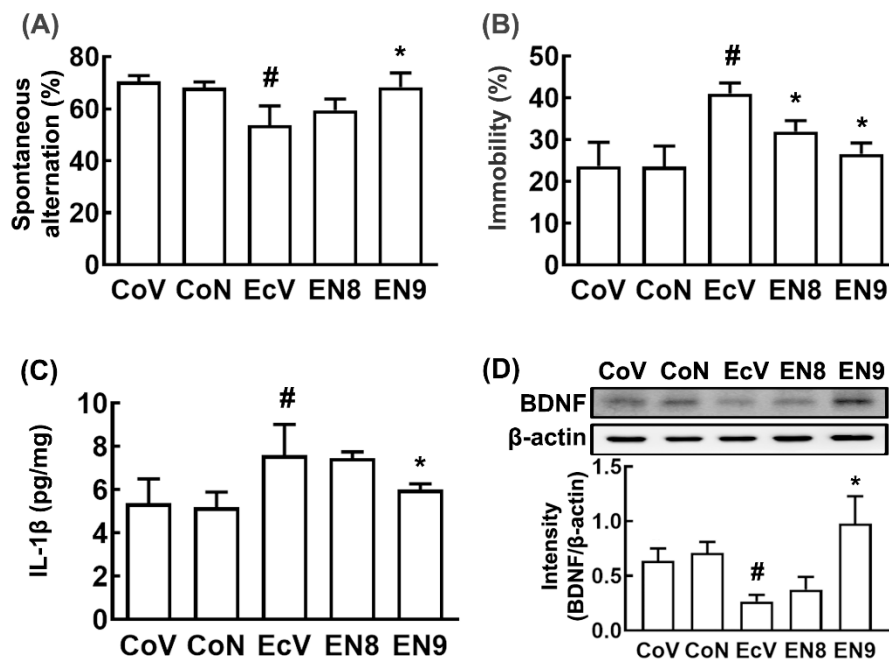 (A)
Spontaneous
alternation (%)
80
60
40
20
0
#
*
CoV CoN EcV EN8 EN9
(B)
Immobility (%)
50
40
30
20
10
0
#
*
*
CoV CoN EcV EN8 EN9
(C)
IL-1β (pg/mg)
10
8
6
4
2
0
#
*
CoV CoN EcV EN8 EN9
(D)
CoV CoN EcV EN8 EN9
BDNF
β-actin
Intensity
(BDNF/β-actin)
1.5
1.0
0.5
0.0
#
*
CoV CoN EcV EN8 EN9